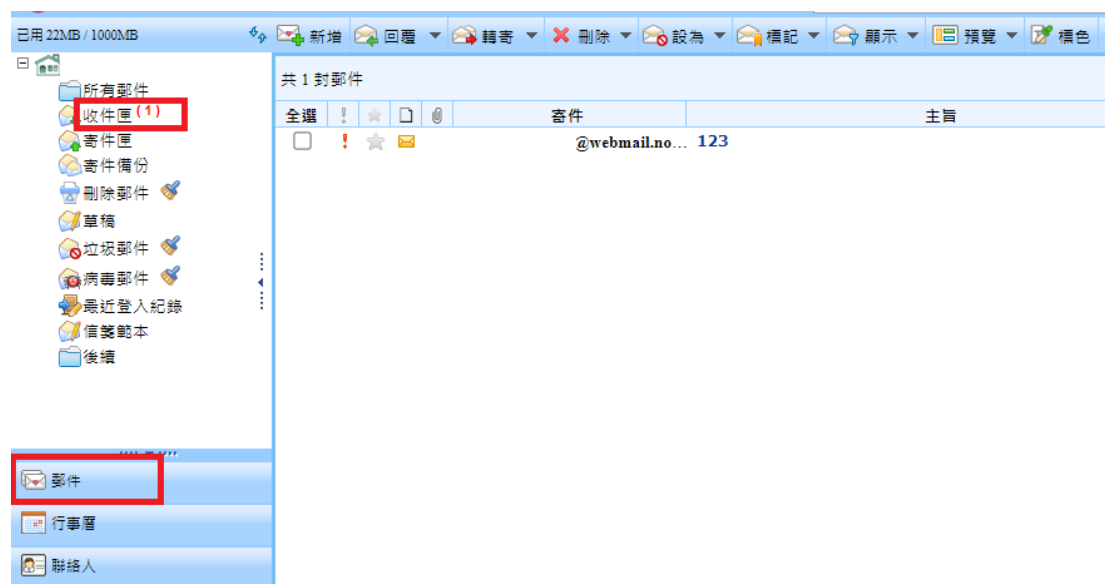 已用 22MB / 1000MB
新增 回覆 轉寄 刪除 設為 標記 顯示 預覽 標色
所有郵件
收件匣 (1)
寄件匣
寄件備份
刪除郵件
草稿
垃圾郵件
病毒郵件
最近登入紀錄
信箋範本
後續
郵件
行事曆
聯絡人
共 1 封郵件
全選 ! 寄件 主旨
! @webmail.no... 123